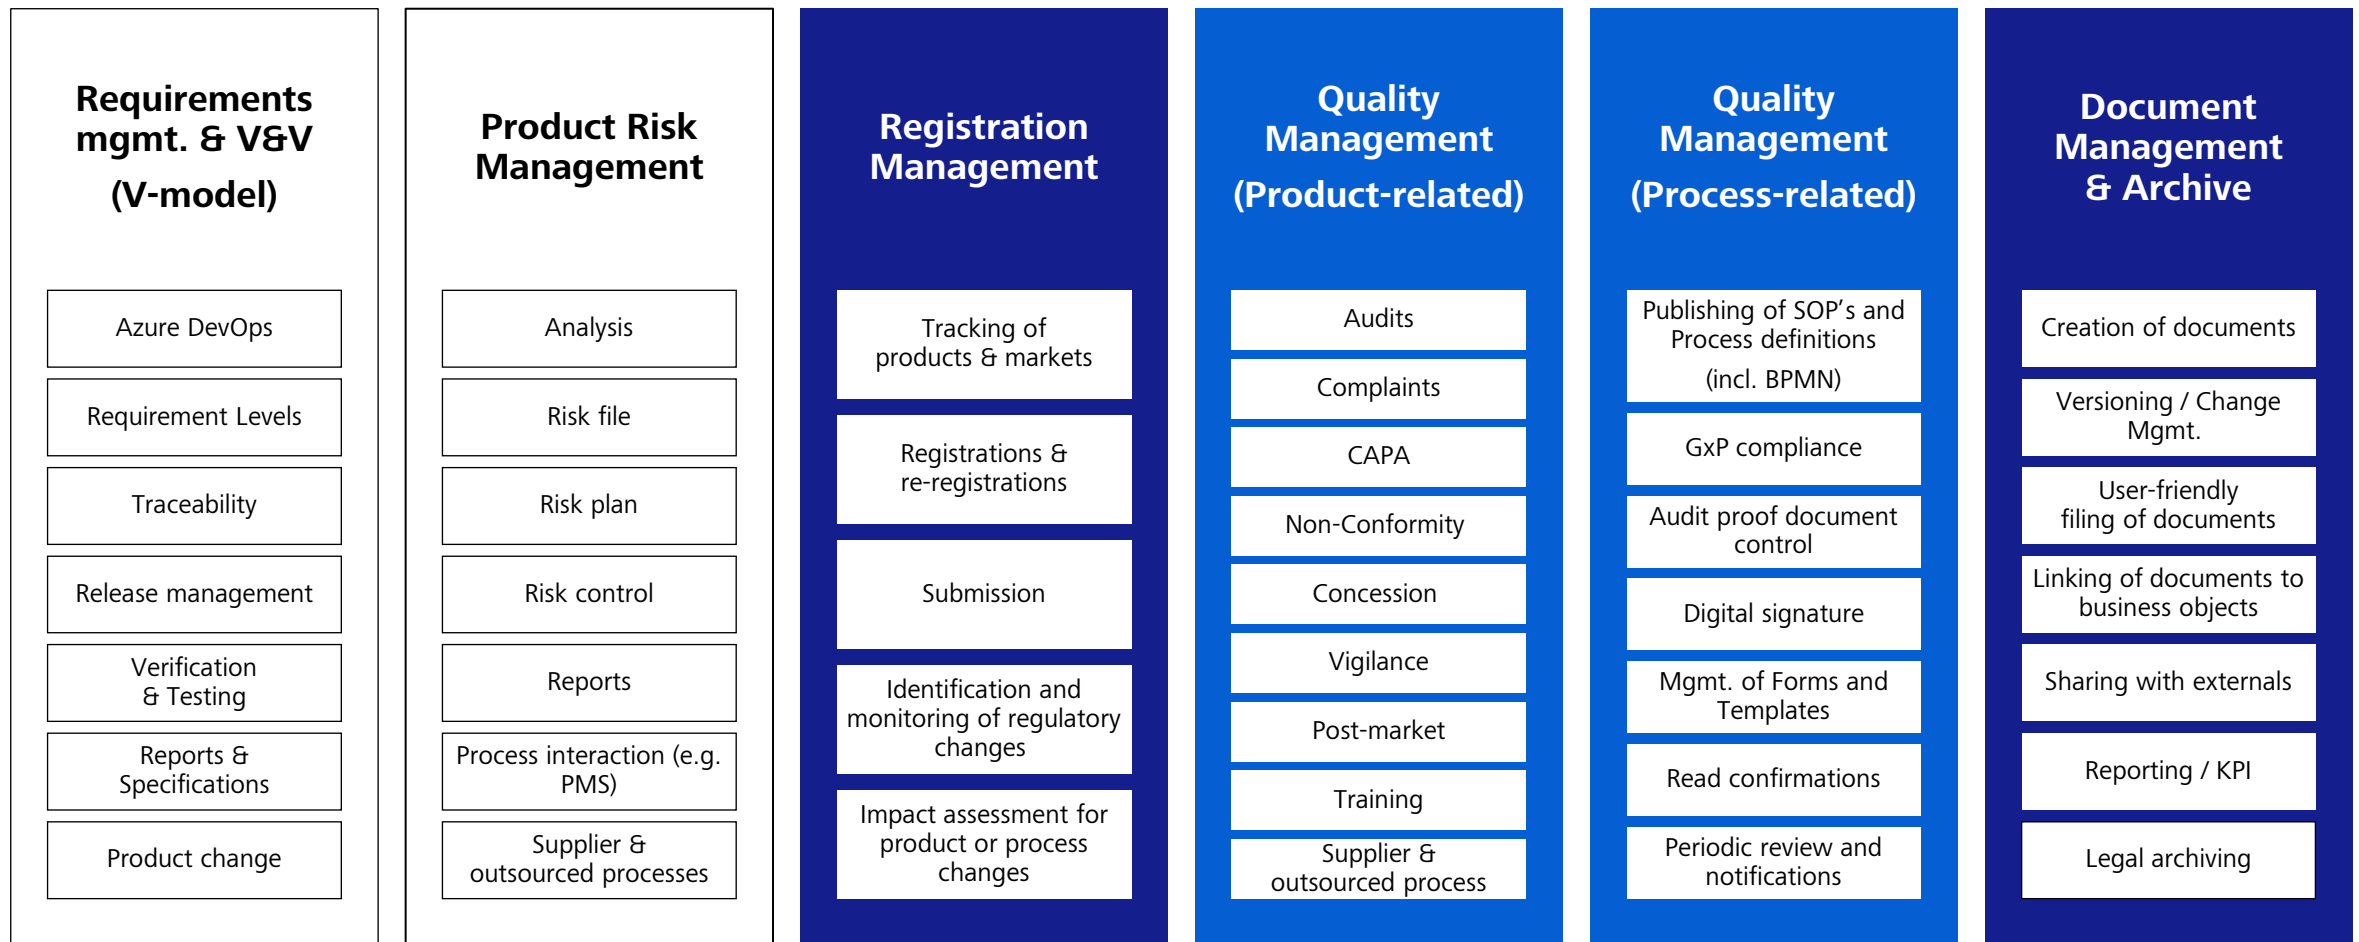 Requirements
mgmt. & V&V
(V-model)
Azure DevOps
Requirement Levels
Traceability
Release management
Verification
& Testing
Reports &
Specifications
Product change
Product Risk
Management
Analysis
Risk file
Risk plan
Risk control
Reports
Process interaction (e.g.
PMS)
Supplier &
outsourced processes
Registration
Management
Tracking of
products & markets
Registrations &
re-registrations
Submission
Identification and
monitoring of regulatory
changes
Impact assessment for
product or process
changes
Quality
Management
(Product-related)
Audits
Complaints
CAPA
Non-Conformity
Concession
Vigilance
Post-market
Training
Supplier &
outsourced process
Quality
Management
(Process-related)
Publishing of SOP’s and
Process definitions
(incl. BPMN)
GxP compliance
Audit proof document
control
Digital signature
Mgmt. of Forms and
Templates
Read confirmations
Periodic review and
notifications
Document
Management
& Archive
Creation of documents
Versioning / Change
Mgmt.
User-friendly
filing of documents
Linking of documents to
business objects
Sharing with externals
Reporting / KPI
Legal archiving